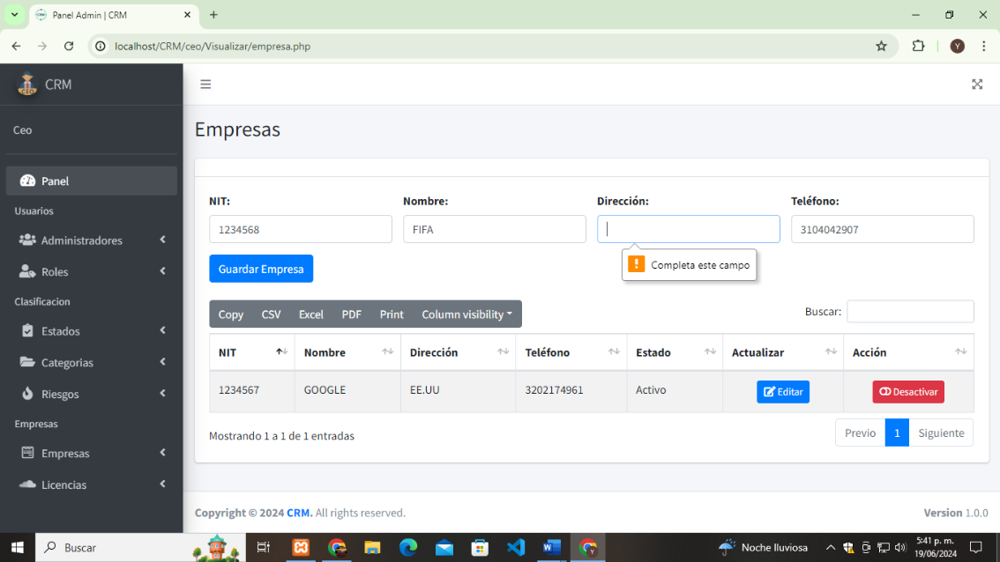 Panel Admin | CRM
localhost/CRM/ceo/Visualizar/empresa.php
Y
CEO
CRM
Ceo
Panel
Usuarios
Administradores
Roles
Clasificacion
Estados
Categorias
Riesgos
Empresas
Empresas
Licencias
Empresas
NIT: Nombre: Dirección: Teléfono:
1234568 FIFA 3104042907
Completa este campo
Guardar Empresa
Copy CSV Excel PDF Print Column visibility
Buscar:
NIT Nombre Dirección Teléfono Estado Actualizar Acción
1234567 GOOGLE EE.UU 3202174961 Activo Editar Desactivar
Mostrando 1 a 1 de 1 entradas
Previo 1 Siguiente
Copyright © 2024 CRM. All rights reserved.
Version 1.0.0
Buscar
Noche lluviosa
5:41 p. m.
19/06/2024